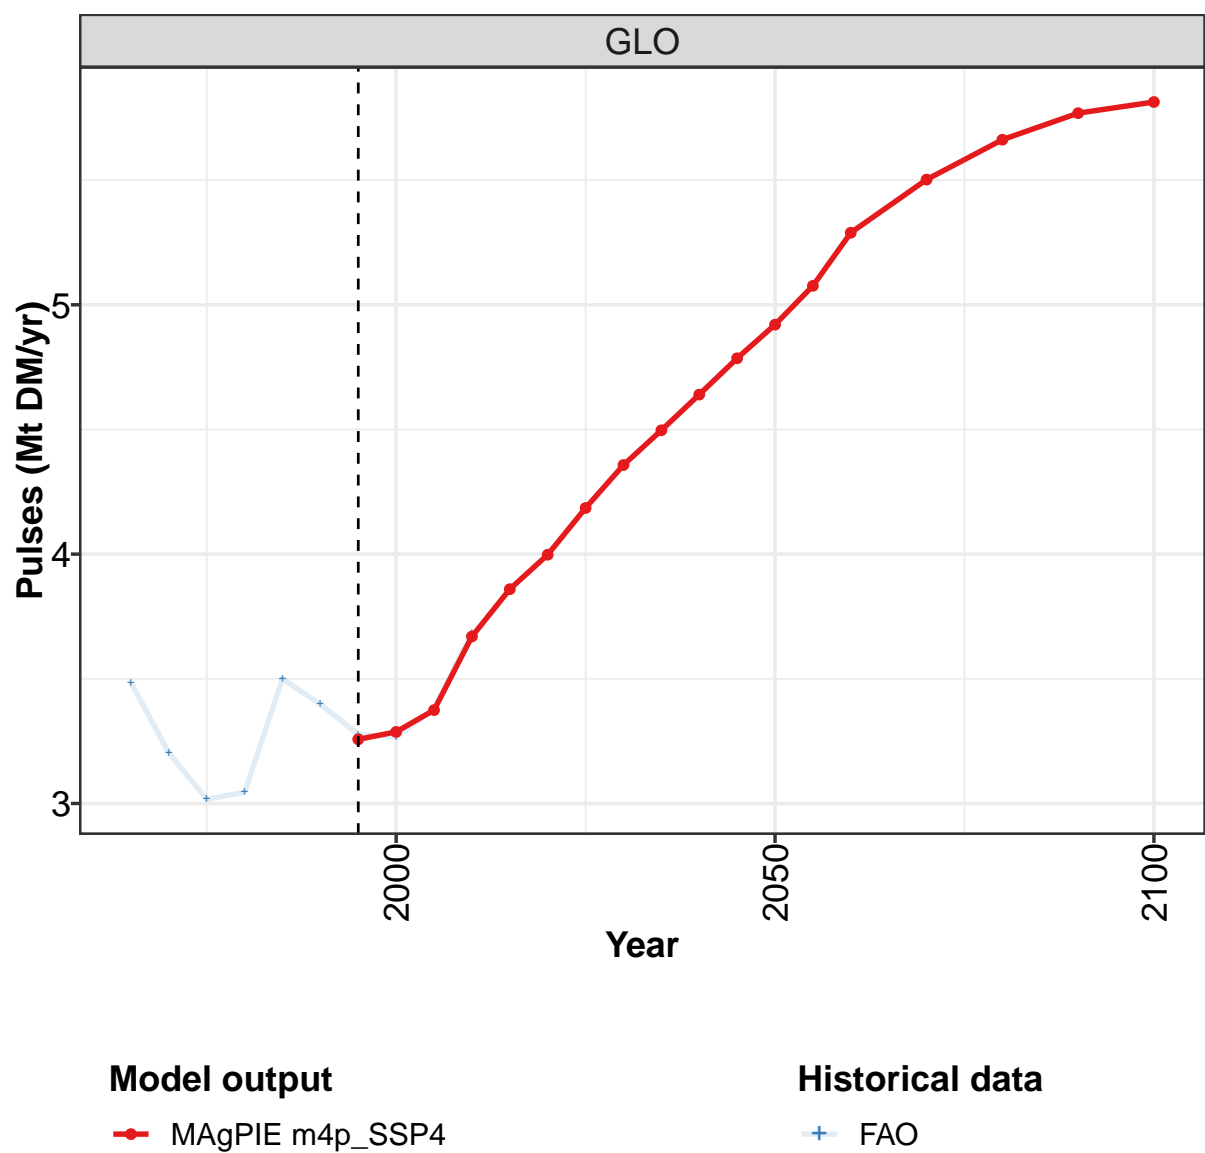 GLO
Pulses (Mt DM/yr)
5
4
3
2000
2050
2100
Year
Model output
Historical data
MAgPIE m4p_SSP4
FAO